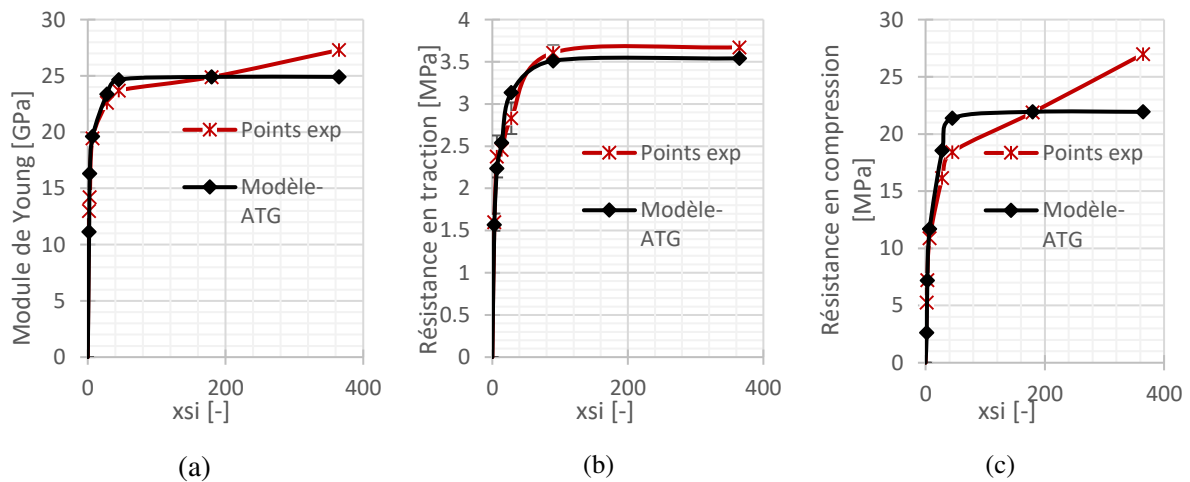 Module de Young [GPa]
30
25
20
15
10
5
0
0
200
400
xsi [-]
Points exp
Modèle-
ATG
(a)
Résistance en traction [MPa]
4
3.5
3
2.5
2
1.5
1
0.5
0
0
200
400
xsi [-]
Points exp
Modèle-
ATG
(b)
Résistance en compression
[MPa]
30
25
20
15
10
5
0
0
200
400
xsi [-]
Points exp
Modèle-
ATG
(c)